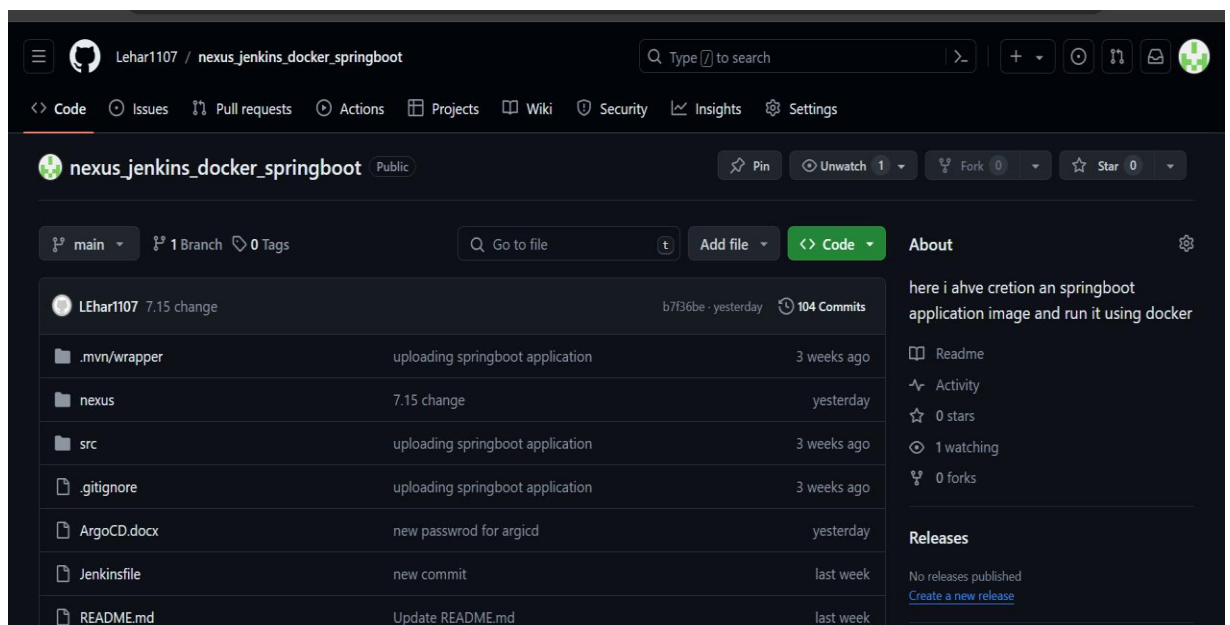 Lehar1107 / nexus_jenkins_docker_springboot
Type / to search
Code Issues Pull requests Actions Projects Wiki Security Insights Settings
nexus_jenkins_docker_springboot Public
Pin Unwatch 1 Fork 0 Star 0
main 1 Branch 0 Tags Go to file t Add file Code
About
here i ahve cretion an springboot
application image and run it using docker
LEhar1107 7.15 change b7f36be · yesterday 104 Commits
.mvn/wrapper uploading springboot application 3 weeks ago
nexus 7.15 change yesterday
src uploading springboot application 3 weeks ago
.gitignore uploading springboot application 3 weeks ago
ArgoCD.docx new passwrod for argicd yesterday
Jenkinsfile new commit last week
README.md Update README.md last week
Readme
Activity
0 stars
1 watching
0 forks
Releases
No releases published
Create a new release